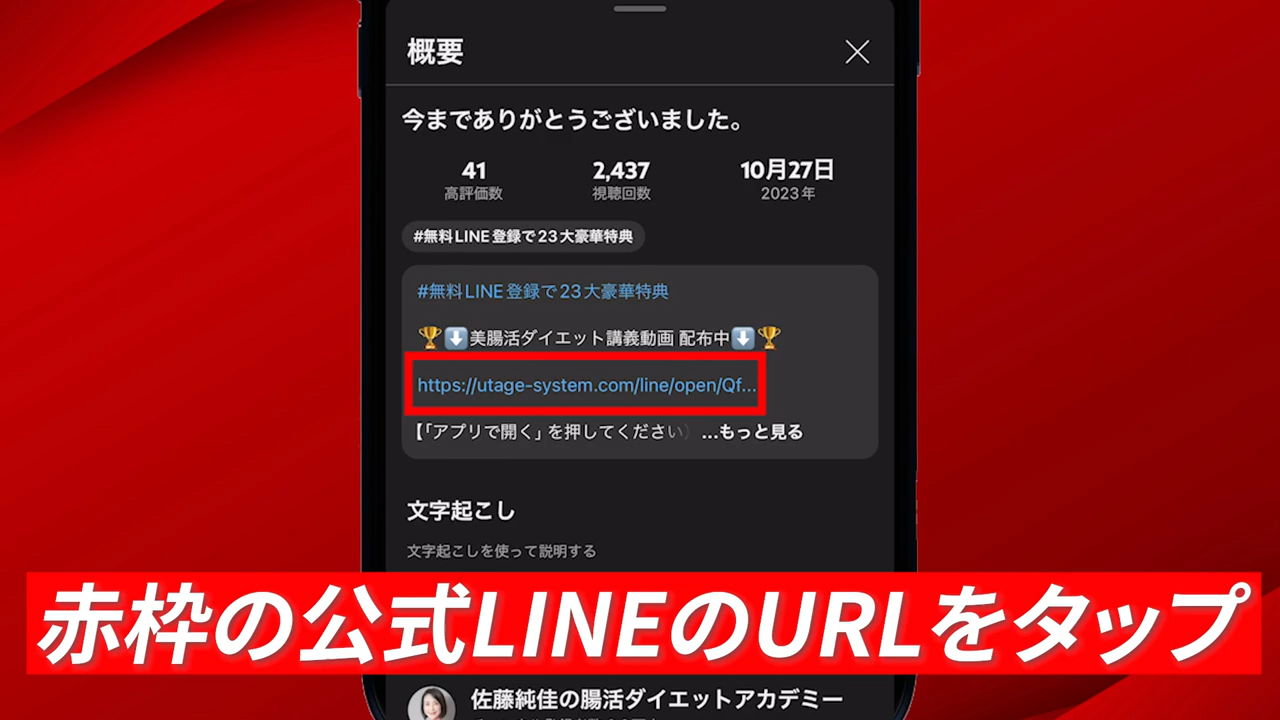 概要
今までありがとうございました。
41 2,437 10月27日
高評価数 視聴回数 2023年
#無料LINE登録で23大豪華特典
#無料LINE登録で23大豪華特典
🏆⬇️美腸活ダイエット講義動画 配布中⬇️🏆
https://utage-system.com/line/open/Qf...
【「アプリで開く」を押してください） ...もっと見る
文字起こし
文字起こしを使って説明する
赤枠の公式LINEのURLをタップ
佐藤純佳の腸活ダイエットアカデミー